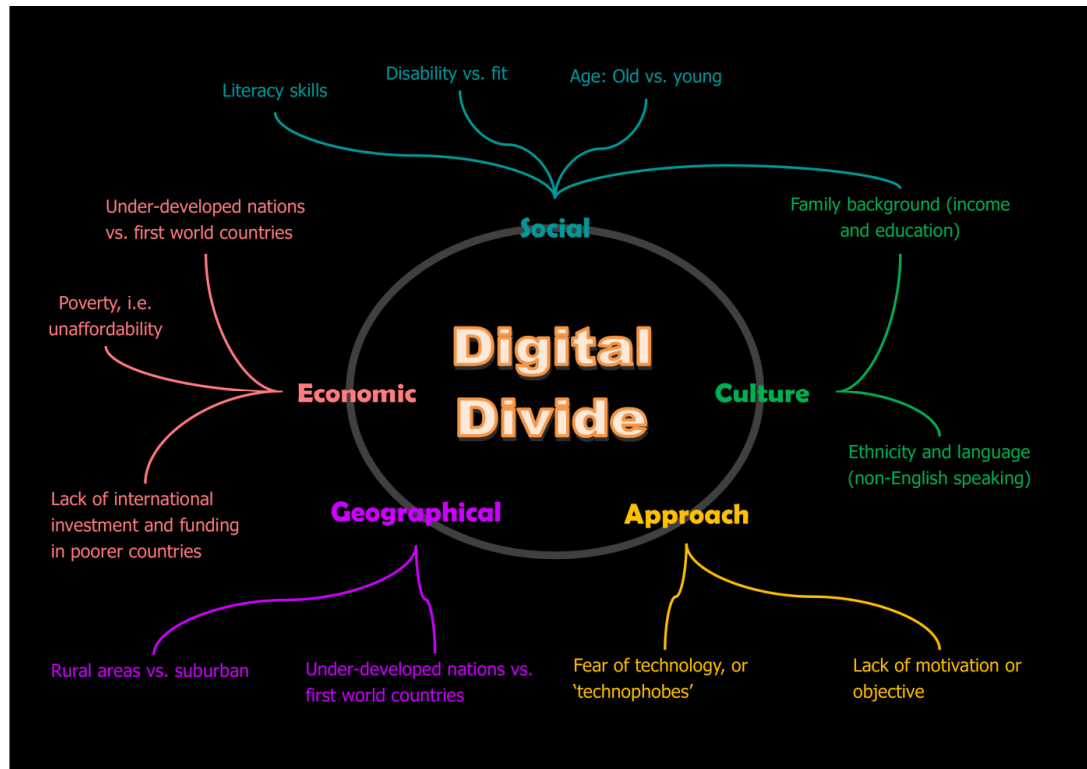 Literacy skills
Disability vs. fit
Age: Old vs. young
Social
Family background (income
and education)
Under-developed nations
vs. first world countries
Poverty, i.e.
unaffordability
Economic
Digital
Divide
Culture
Ethnicity and language
(non-English speaking)
Lack of international
investment and funding
in poorer countries
Geographical
Approach
Rural areas vs. suburban
Under-developed nations vs.
first world countries
Fear of technology, or
‘technophobes’
Lack of motivation or
objective